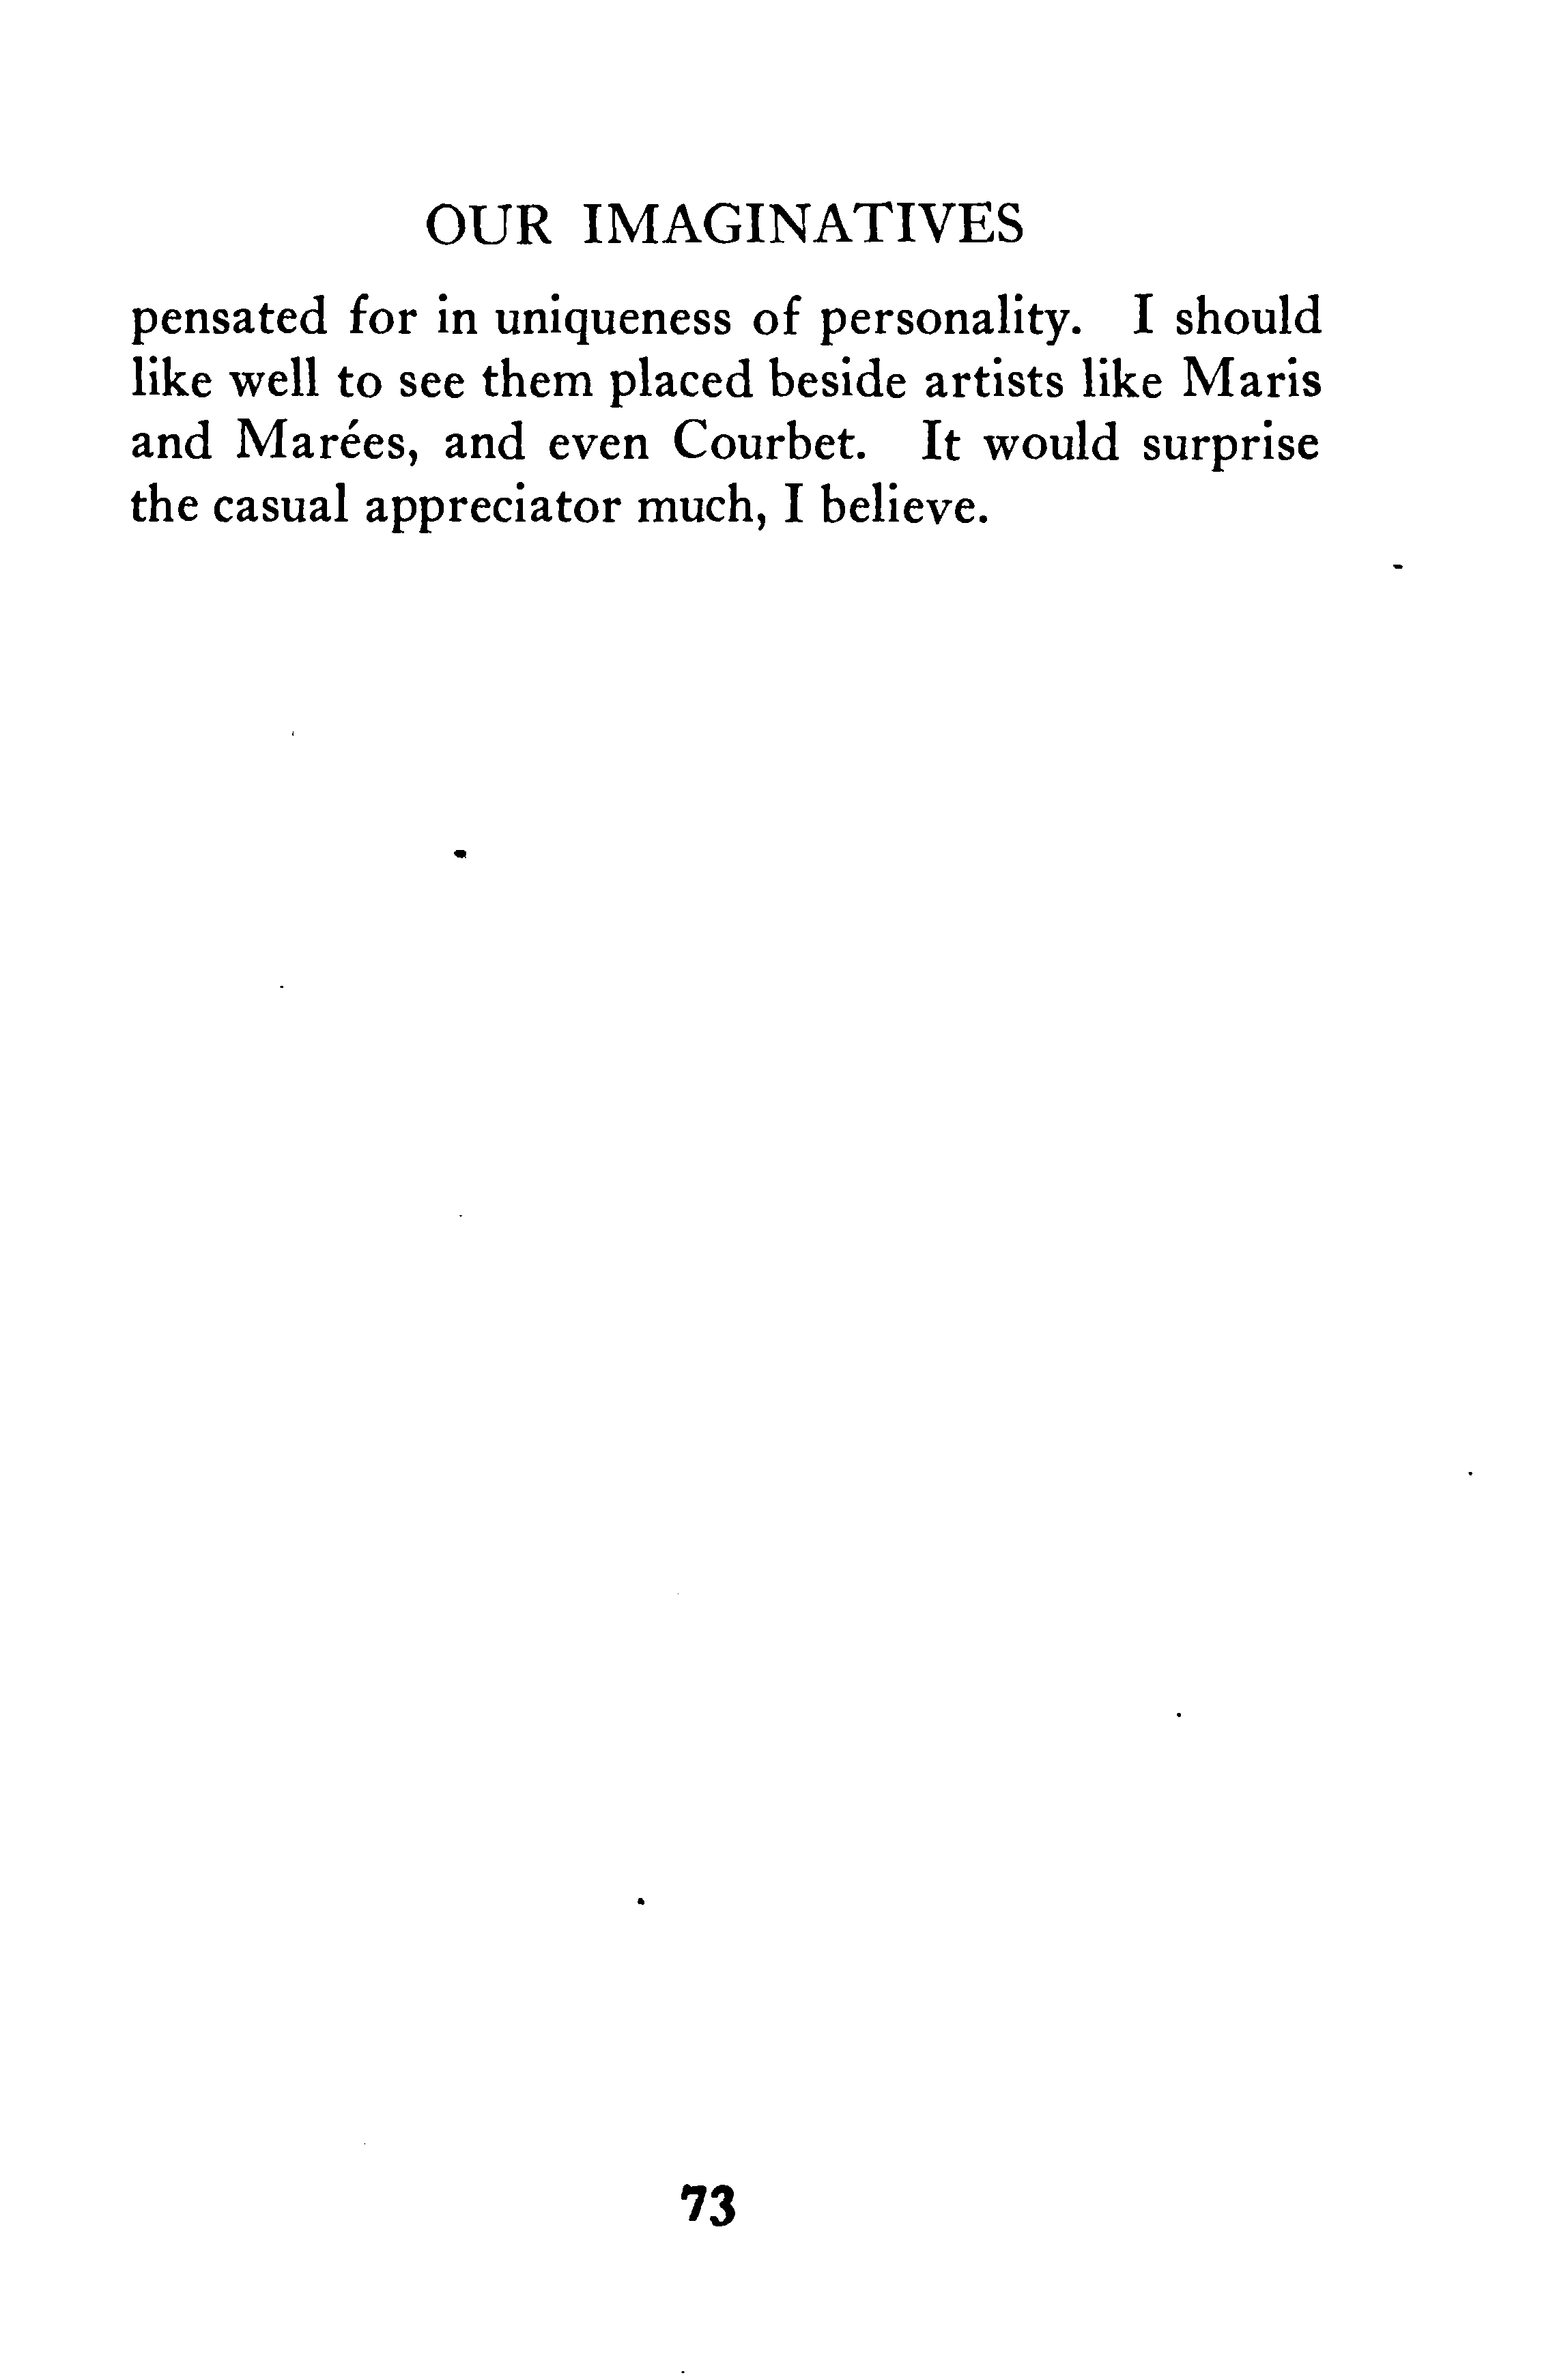 OUR IMAGINATIVES
pensated for in uniqueness of personality. I should
like well to see them placed beside artists like Maris
and Marées, and even Courbet. It would surprise
the casual appreciator much, I believe.
73